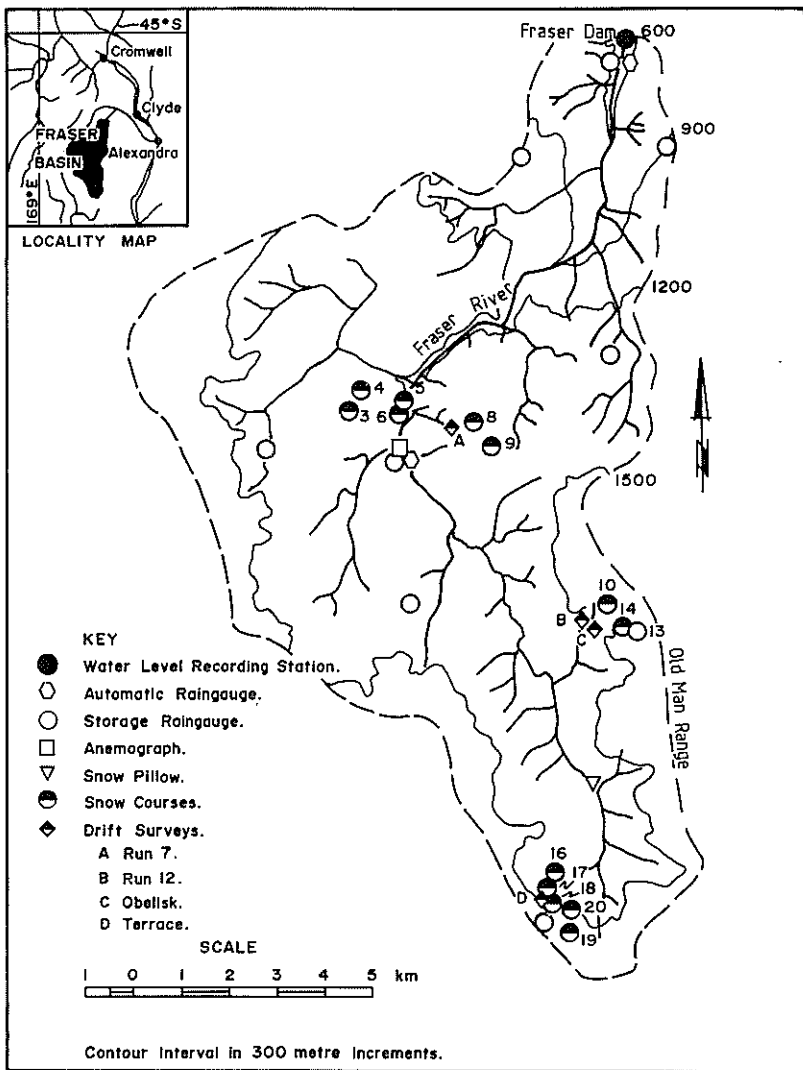 45°S
Cromwell
Clyde
FRASER
BASIN
Alexandra
169°E
LOCALITY MAP
Fraser Dam
600
900
1200
Fraser River
4
5
3
6
8
A
9
1500
10
B
14
C
13
Old Man Range
KEY
Water Level Recording Station.
Automatic Raingauge.
Storage Raingauge.
Anemograph.
Snow Pillow.
Snow Courses.
Drift Surveys.
A Run 7.
B Run 12.
C Obelisk.
D Terrace.
16
17
D
18
20
19
SCALE
1 0 1 2 3 4 5 km
Contour Interval in 300 metre Increments.
N